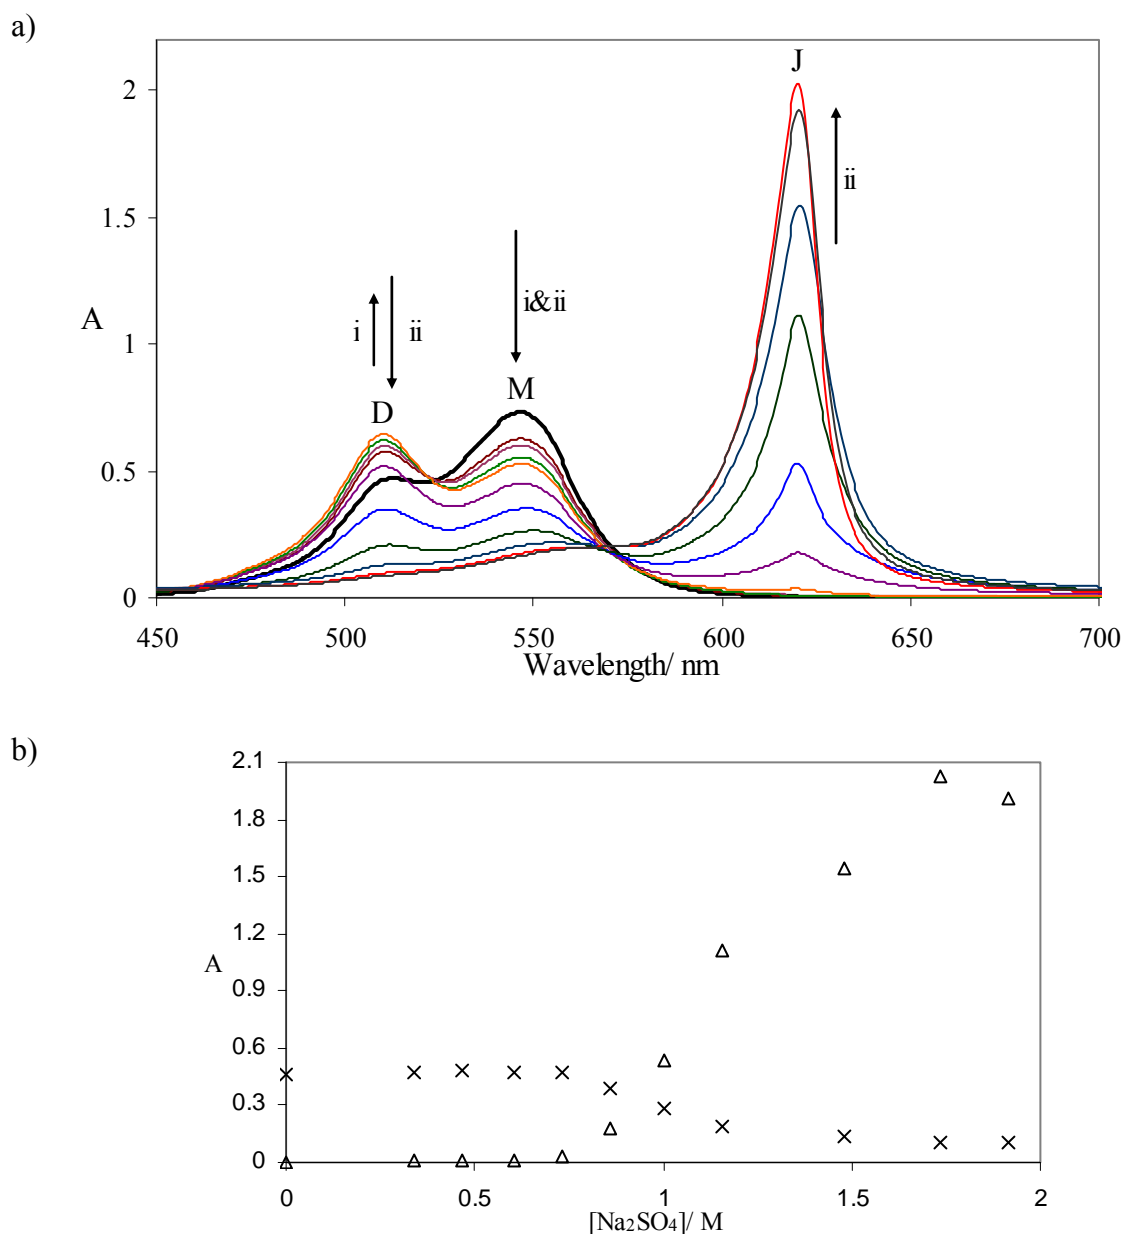 a)
2
1.5
1
0.5
0
A
J
ii
i
ii
i&ii
D
M
450 500 550 600 650 700
Wavelength/ nm
b)
2.1
1.8
1.5
1.2
0.9
0.6
0.3
0
A
0 0.5 1 1.5 2
[Na₂SO₄]/ M